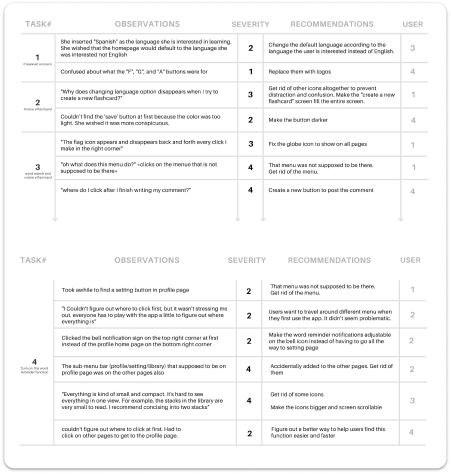 TASK# OBSERVATIONS SEVERITY RECOMMENDATIONS USER
1
She inserted "Spanish" as the language she is interested in learning.
She wished that the homepage would default to the language she
was interested not English
2
Change the default language according to
the language the user is interested instead of English.
3
Confused about what the "F", "G", and "A" buttons were for
1
Replace them with logos
4
2
"Why does changing language option disappears when I try to
create a new flashcard?"
3
Get rid of other icons altogether to prevent
distraction and confusion. Make the "create a new
flashcard" screen fill the entire screen.
1
Couldn't find the 'save' button at first because the color was too
light. She wished it was more conspicuous.
2
Make the button darker
4
3
word search and
"The flag icon appears and disappears back and forth every click I
make in the right corner"
3
Fix the globe icon to show on all pages
1
"oh what does this menu do?" <clicks on the menue that is not
supposed to be there>
4
That menu was not supposed to be there.
Get rid of the menu.
1
"where do I click after I finish writing my comment?"
4
Create a new button to post the comment
4
TASK# OBSERVATIONS SEVERITY RECOMMENDATIONS USER
4
Turn on the word
reminder function
Took awhile to find a setting button in profile page
2
That menu was not supposed to be there.
Get rid of the menu.
1
"I Couldn't figure out where to click first, but it wasn't stressing me
out. everyone has to play with the app a little to figure out where
everything is"
2
Users want to travel around different menu when
they first use the app. It didn't seem problematic.
2
Clicked the bell notification sign on the top right corner at first
instead of the profile home page on the bottom right corner
2
Make the word reminder notifications adjustable
on the bell icon instead of having to go all the
way to setting page
2
The sub menu bar (profile/setting/library) that supposed to be on
profile page was on the other pages also
4
Accidentally added to the other pages. Get rid of
them
2
"Everything is kind of small and compact. It's hard to see
everything in one view. For example, the stacks in the library are
very small to read. I recommend concising into two stacks"
4
Get rid of some icons
Make the icons bigger and screen scrollable
3
couldn't figure out where to click at first. Had to
click on other pages to get to the profile page.
2
Figure out a better way to help users find this
function easier and faster
4